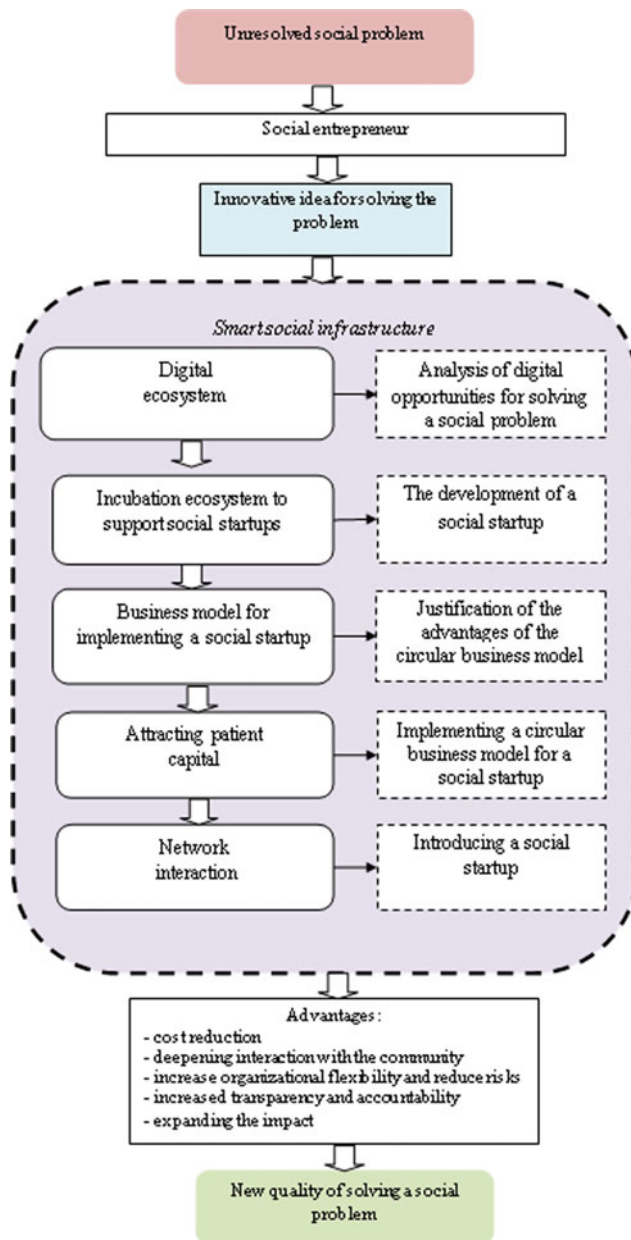 Unresolved social problem
Social entrepreneur
Innovative idea for solving the
problem
Smart social infrastructure
Digital
ecosystem
Analysis of digital
opportunities for solving
a social problem
Incubation ecosystem to
support social startups
The development of a
social startup
Business model for
implementing a social startup
Justification of the
advantages of the
circular business model
Attracting patient
capital
Implementing a circular
business model for a
social startup
Network
interaction
Introducing a social
startup
Advantages :
- cost reduction
- deepening interaction with the community
- increase organizational flexibility and reduce risks
- increased transparency and accountability
- expanding the impact
New quality of solving a social
problem